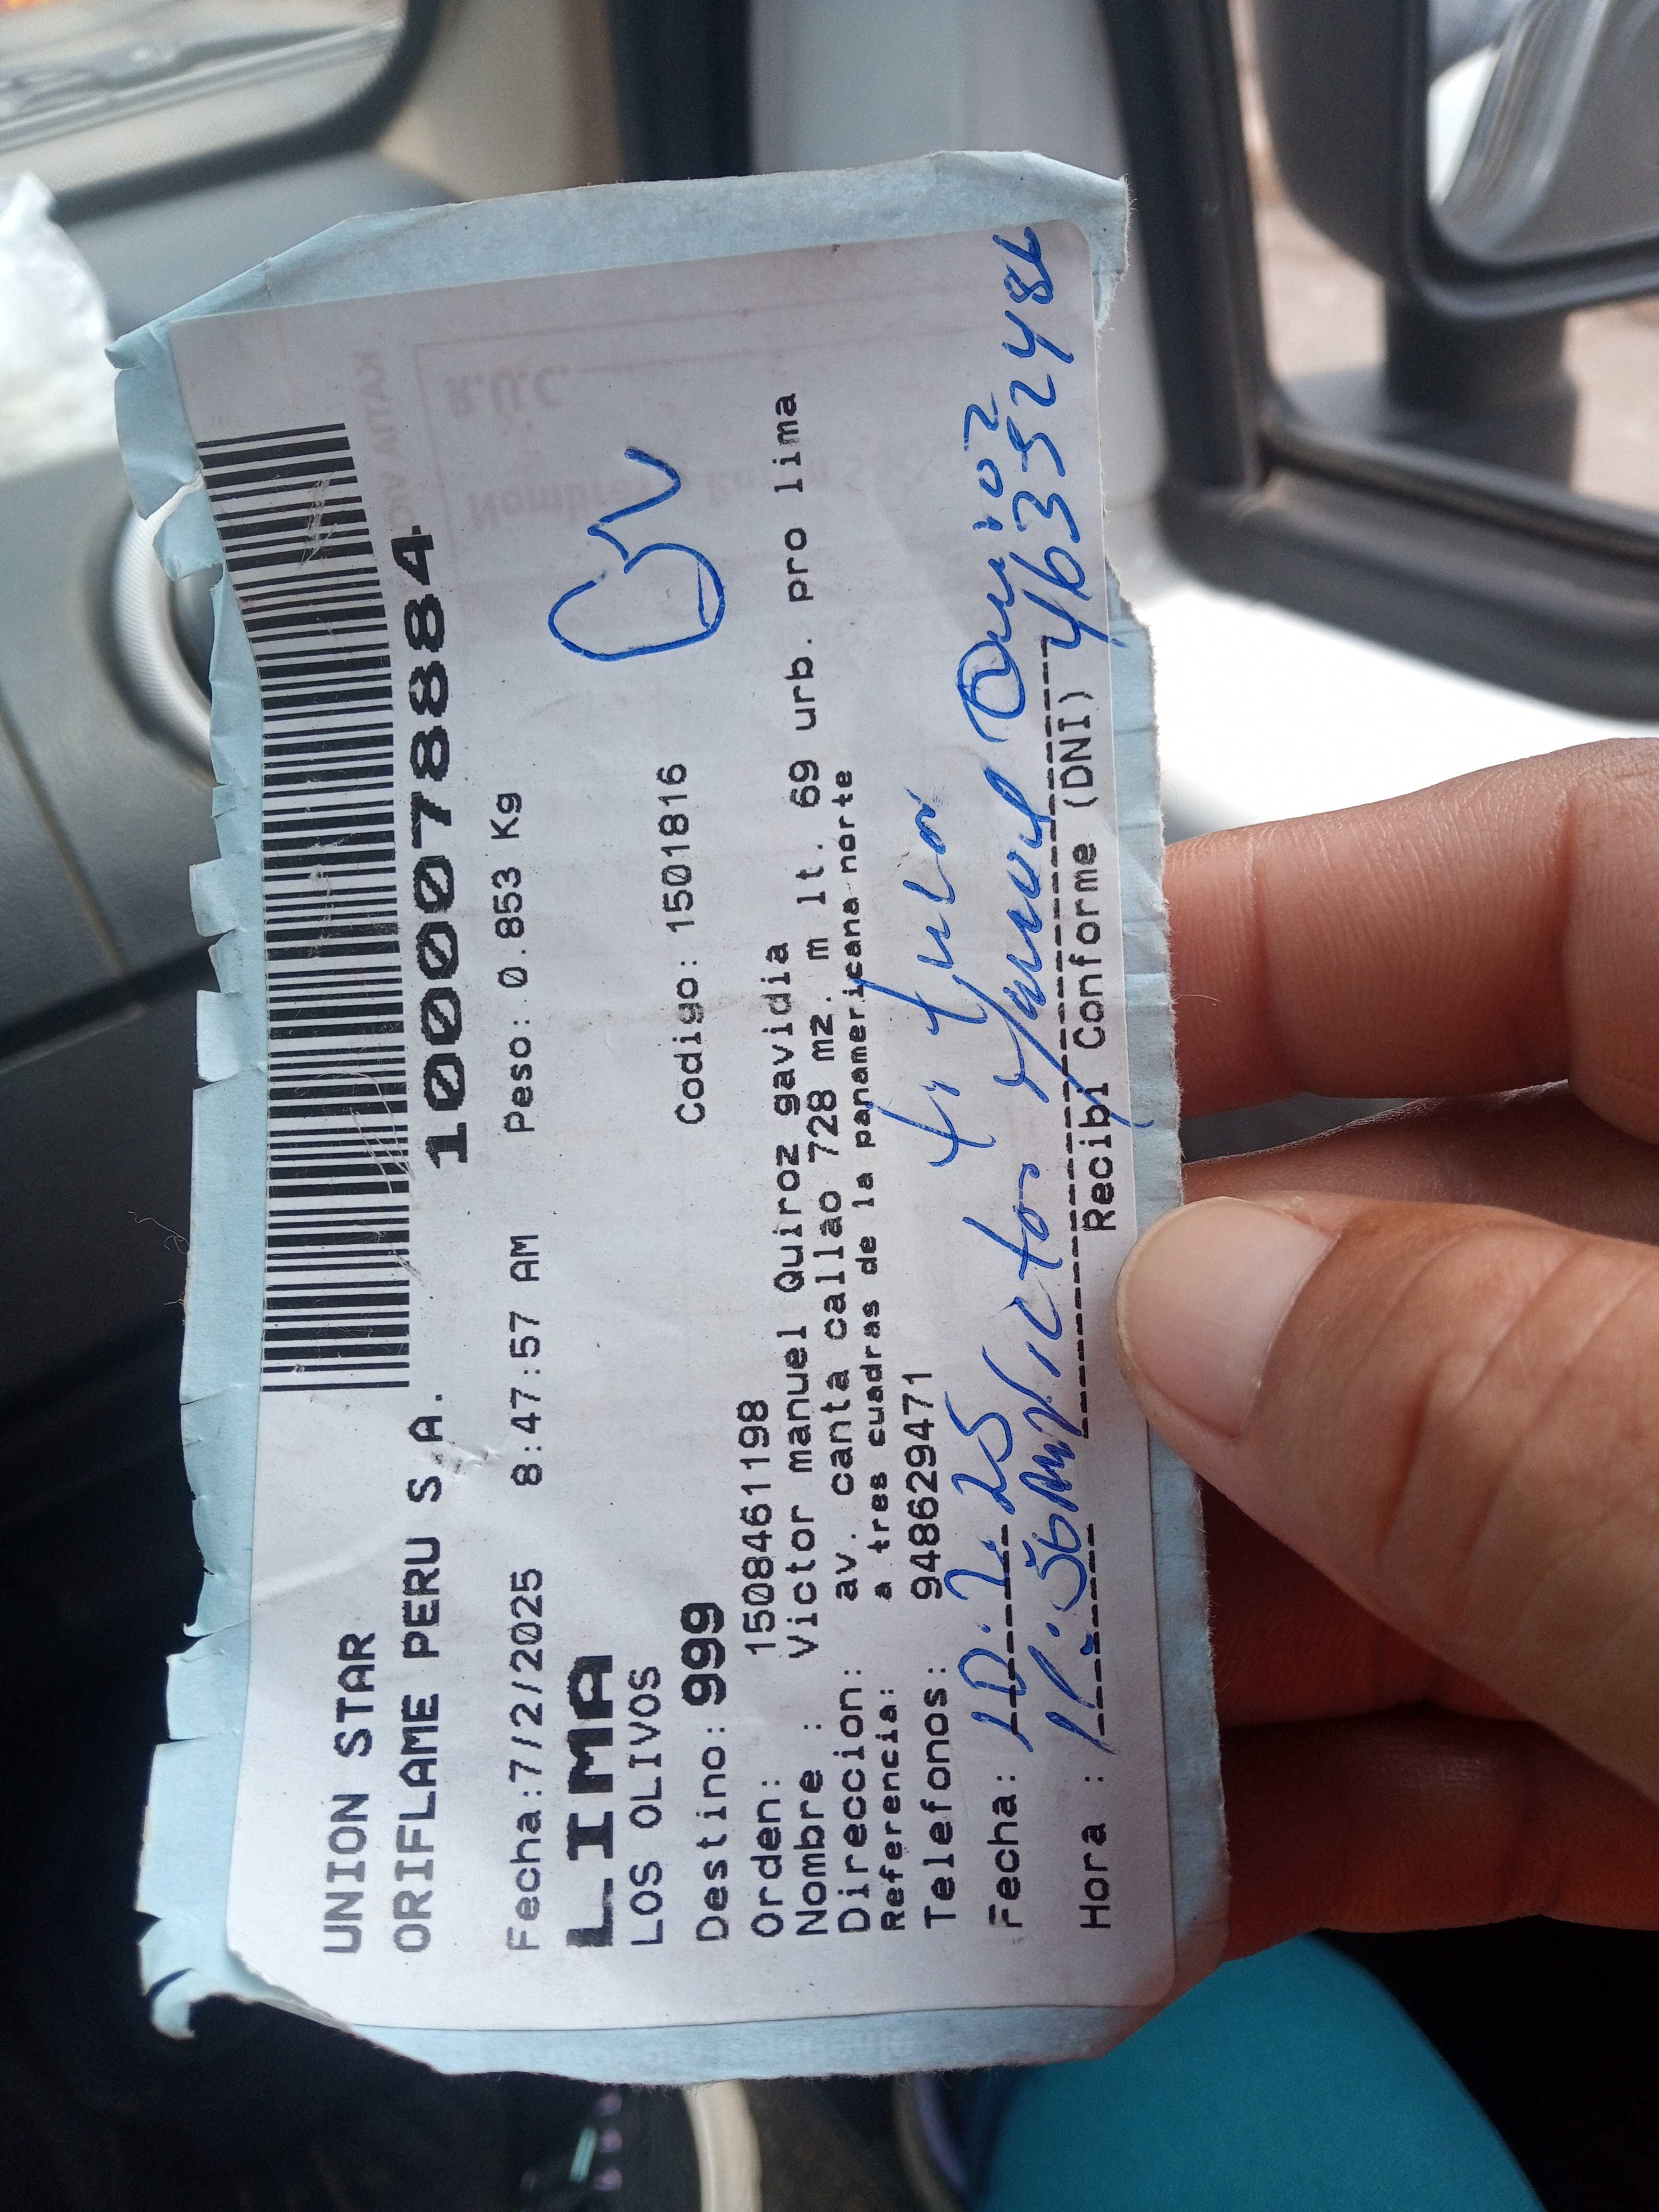 UNION STAR
ORIFLAME PERU S.A.
1000078884
Fecha:7/2/2025 8:47:57 AM Peso:0.853 Kg
LIMA
LOS OLIVOS
Destino:999 Codigo:1501816
Orden: 1508461198
Nombre : Victor manuel Quiroz gavidia
Direccion: av. canta callao 728 mz. m lt. 69 urb. pro lima
Referencia: a tres cuadras de la panamericana norte
Telefonos: 948629471
Titular
Fecha: 10.2.25 Victor Manuel Quiroz
Hora : 11:56AM 46352486
Recibi Conforme (DNI)
R.U.C.
Nombre